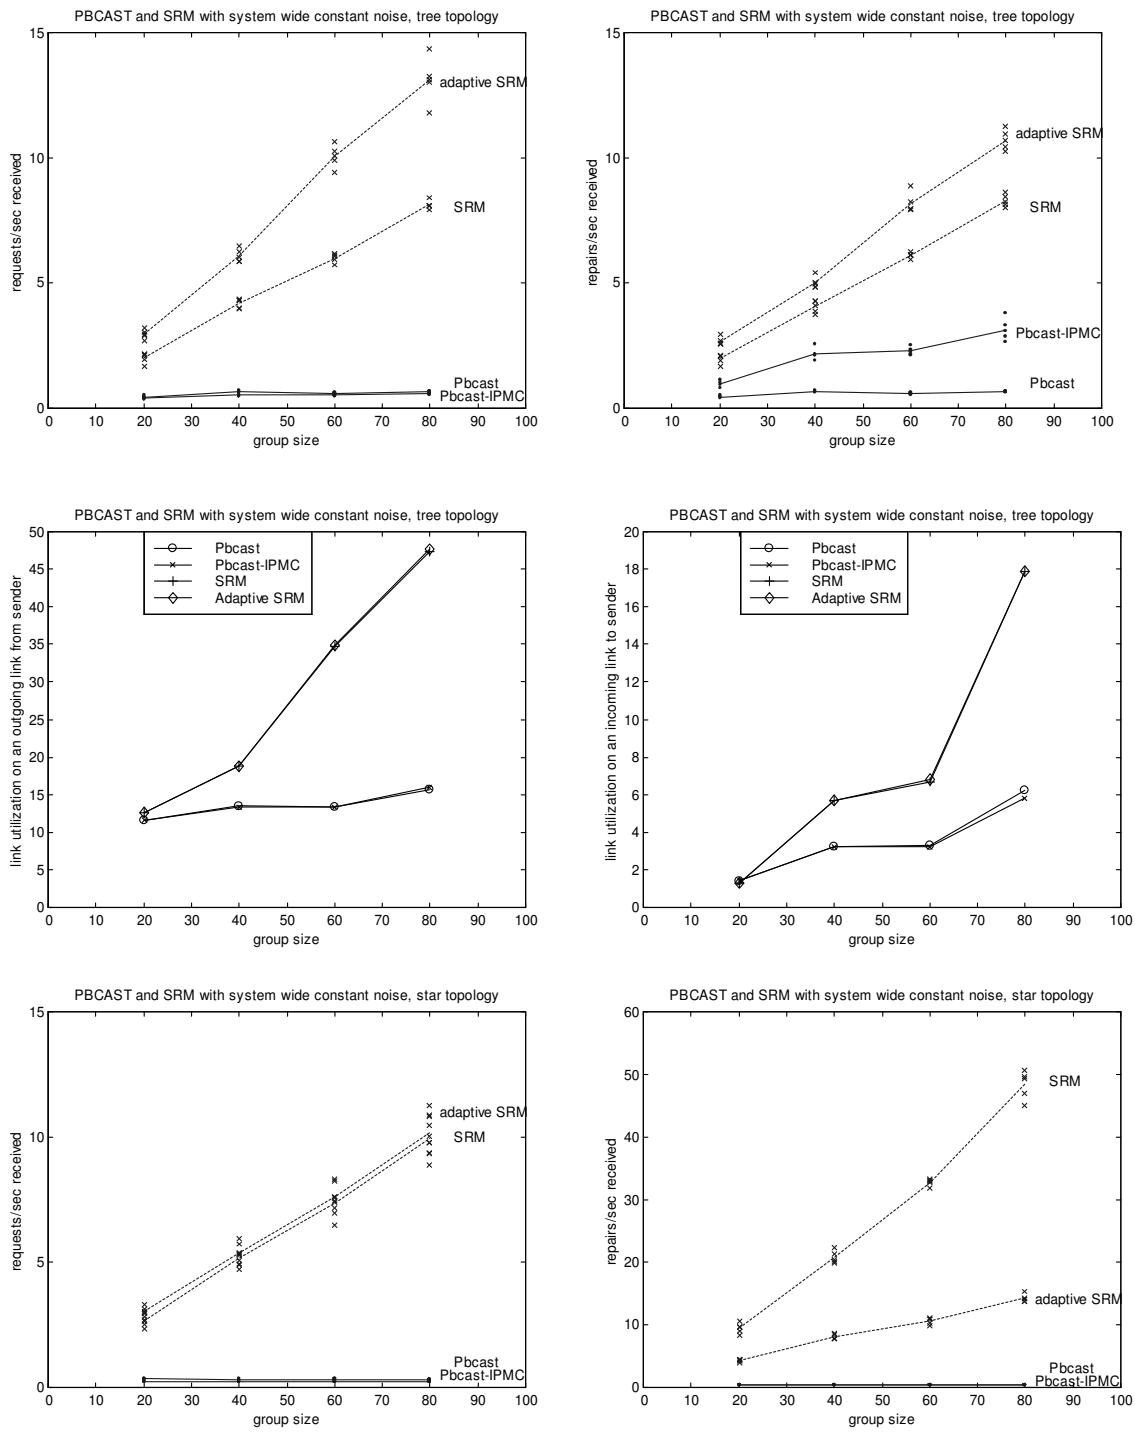 PBCAST and SRM with system wide constant noise, tree topology
15
10
5
0
requests/sec received
adaptive SRM
SRM
Pbcast
Pbcast-IPMC
0 10 20 30 40 50 60 70 80 90 100
group size
PBCAST and SRM with system wide constant noise, tree topology
15
10
5
0
repairs/sec received
adaptive SRM
SRM
Pbcast-IPMC
Pbcast
0 10 20 30 40 50 60 70 80 90 100
group size
PBCAST and SRM with system wide constant noise, tree topology
50
45
40
35
30
25
20
15
10
5
0
link utilization on an outgoing link from sender
Pbcast
Pbcast-IPMC
SRM
Adaptive SRM
0 10 20 30 40 50 60 70 80 90 100
group size
PBCAST and SRM with system wide constant noise, tree topology
20
18
16
14
12
10
8
6
4
2
0
link utilization on an incoming link to sender
Pbcast
Pbcast-IPMC
SRM
Adaptive SRM
0 10 20 30 40 50 60 70 80 90 100
group size
PBCAST and SRM with system wide constant noise, star topology
15
10
5
0
requests/sec received
adaptive SRM
SRM
Pbcast
Pbcast-IPMC
0 10 20 30 40 50 60 70 80 90 100
group size
PBCAST and SRM with system wide constant noise, star topology
60
50
40
30
20
10
0
repairs/sec received
SRM
adaptive SRM
Pbcast
Pbcast-IPMC
0 10 20 30 40 50 60 70 80 90 100
group size